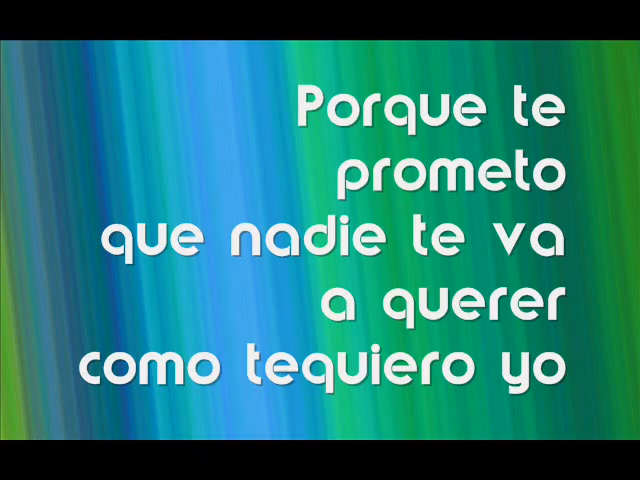 Porque te
prometo
que nadie te va
a querer
como tequiero yo